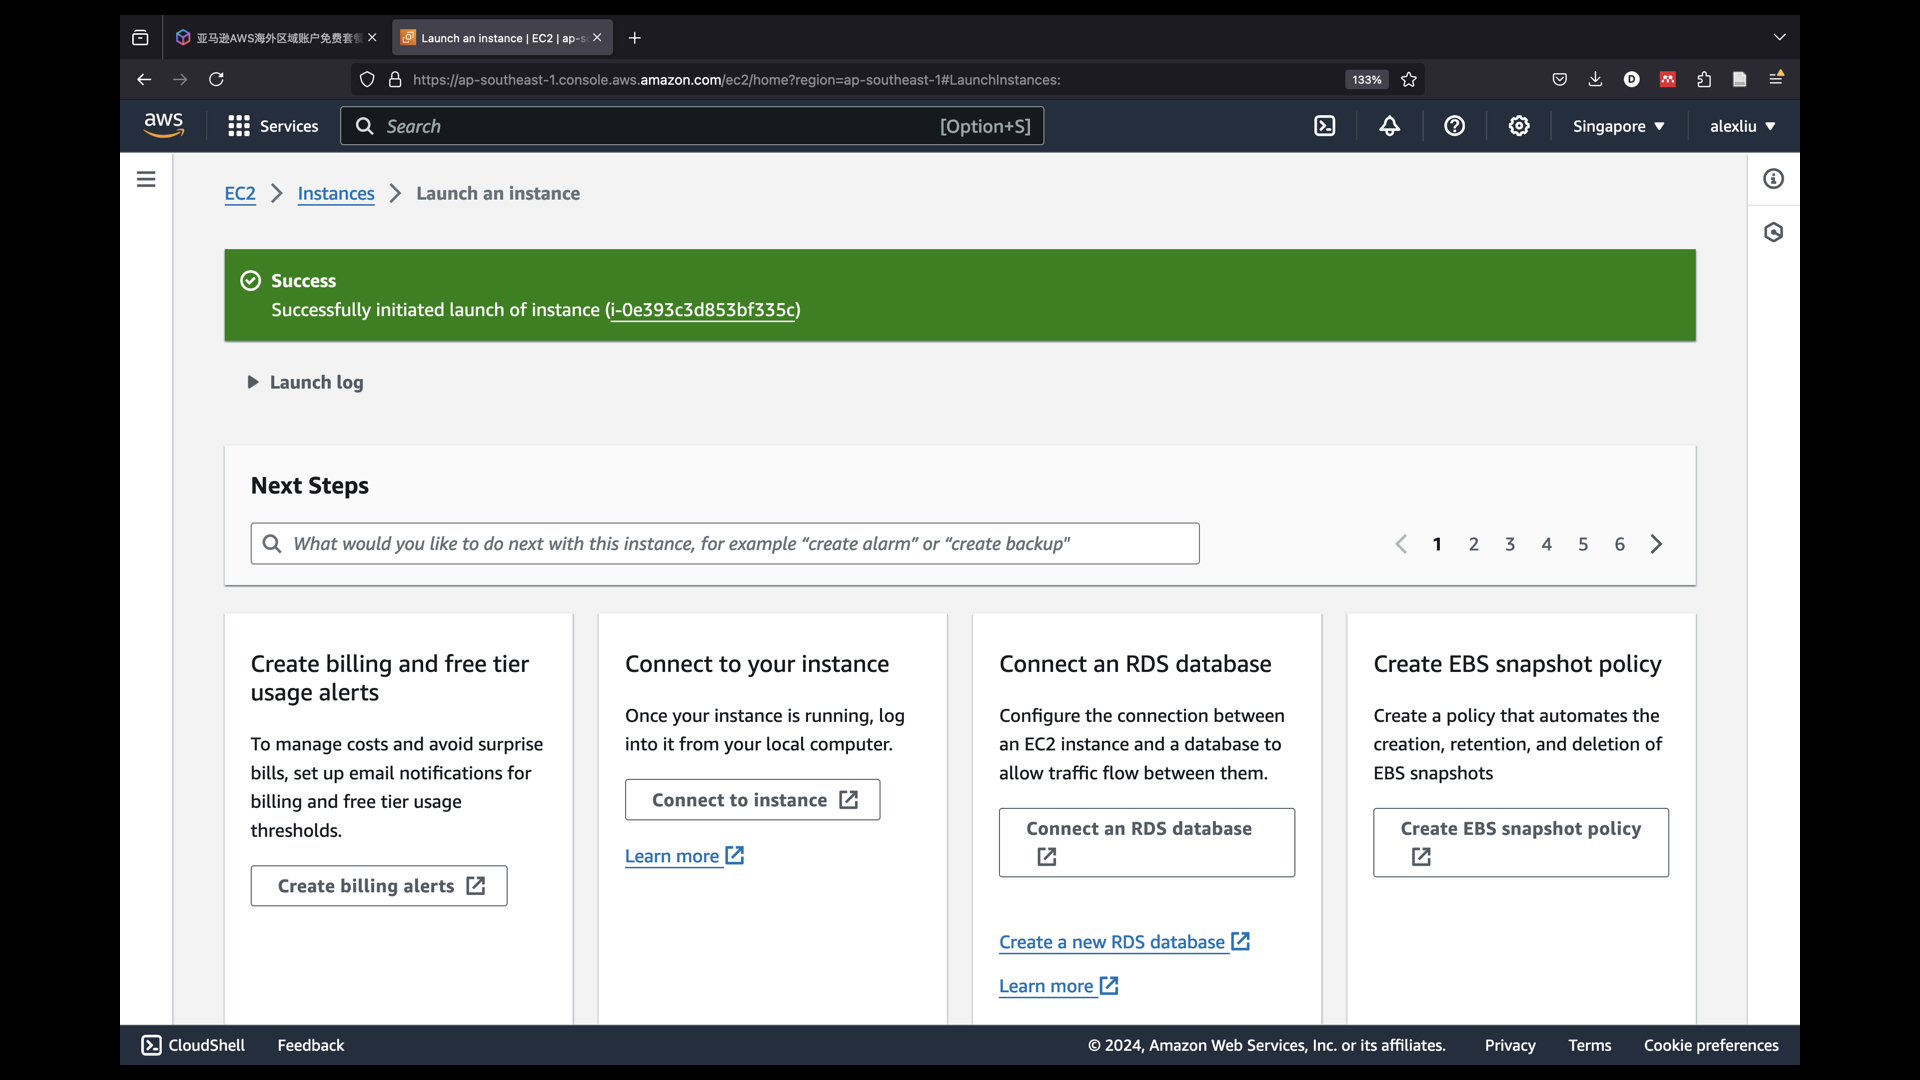 亚马逊AWS海外区域账户免费套餐
Launch an instance | EC2 | ap-s
https://ap-southeast-1.console.aws.amazon.com/ec2/home?region=ap-southeast-1#LaunchInstances:
133%
D
aws
Services
Search
[Option+S]
Singapore
alexliu
EC2
Instances
Launch an instance
Success
Successfully initiated launch of instance (i-0e393c3d853bf335c)
Launch log
Next Steps
What would you like to do next with this instance, for example “create alarm” or “create backup"
1 2 3 4 5 6
Create billing and free tier
usage alerts
To manage costs and avoid surprise
bills, set up email notifications for
billing and free tier usage
thresholds.
Create billing alerts
Connect to your instance
Once your instance is running, log
into it from your local computer.
Connect to instance
Learn more
Connect an RDS database
Configure the connection between
an EC2 instance and a database to
allow traffic flow between them.
Connect an RDS database
Create a new RDS database
Learn more
Create EBS snapshot policy
Create a policy that automates the
creation, retention, and deletion of
EBS snapshots
Create EBS snapshot policy
CloudShell
Feedback
© 2024, Amazon Web Services, Inc. or its affiliates.
Privacy
Terms
Cookie preferences